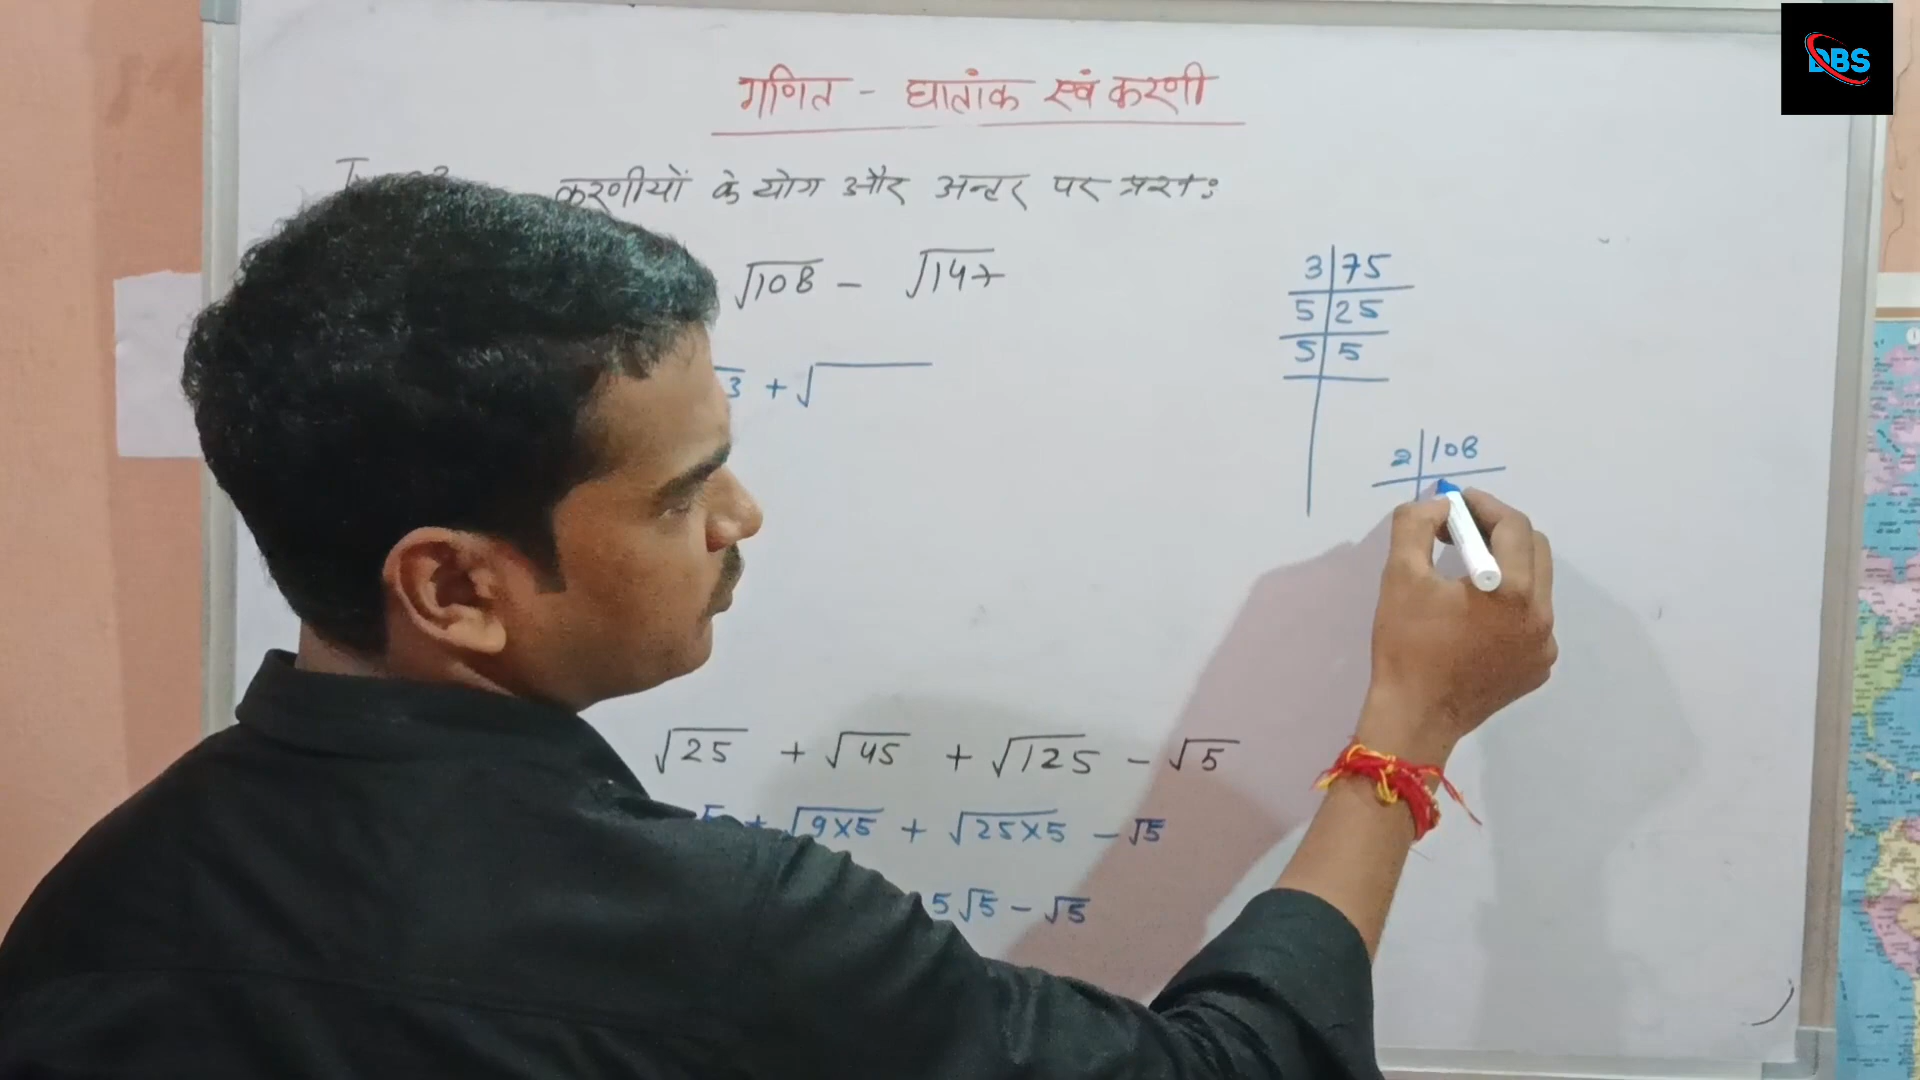 DBS
गणित - घातांक एवं करणी
करणीयों के योग और अन्तर पर प्रश्न:
√108 - √147
3 + √
3 | 75
5 | 25
5 | 5
2 | 108
√25 + √45 + √125 - √5
5 + √9×5 + √25×5 - √5
5√5 - √5